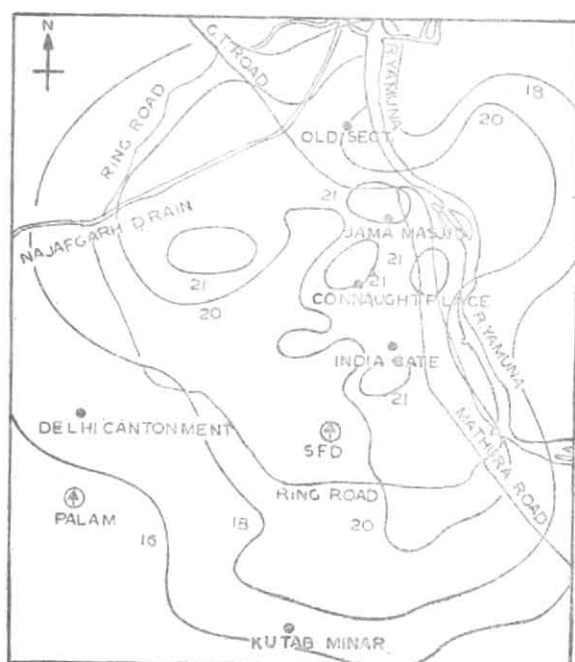 N
G.T.ROAD
RING ROAD
R.YAMUNA
18
20
OLD SECT.
NAJAFGARH DRAIN
21
JAMA MASJID
21
21
21
CONNAUGHT PLACE
20
R.YAMUNA
INDIA GATE
21
DELHI CANTONMENT
SFD
MATHURA ROAD
RING ROAD
PALAM
16
18
20
KUTAB MINAR